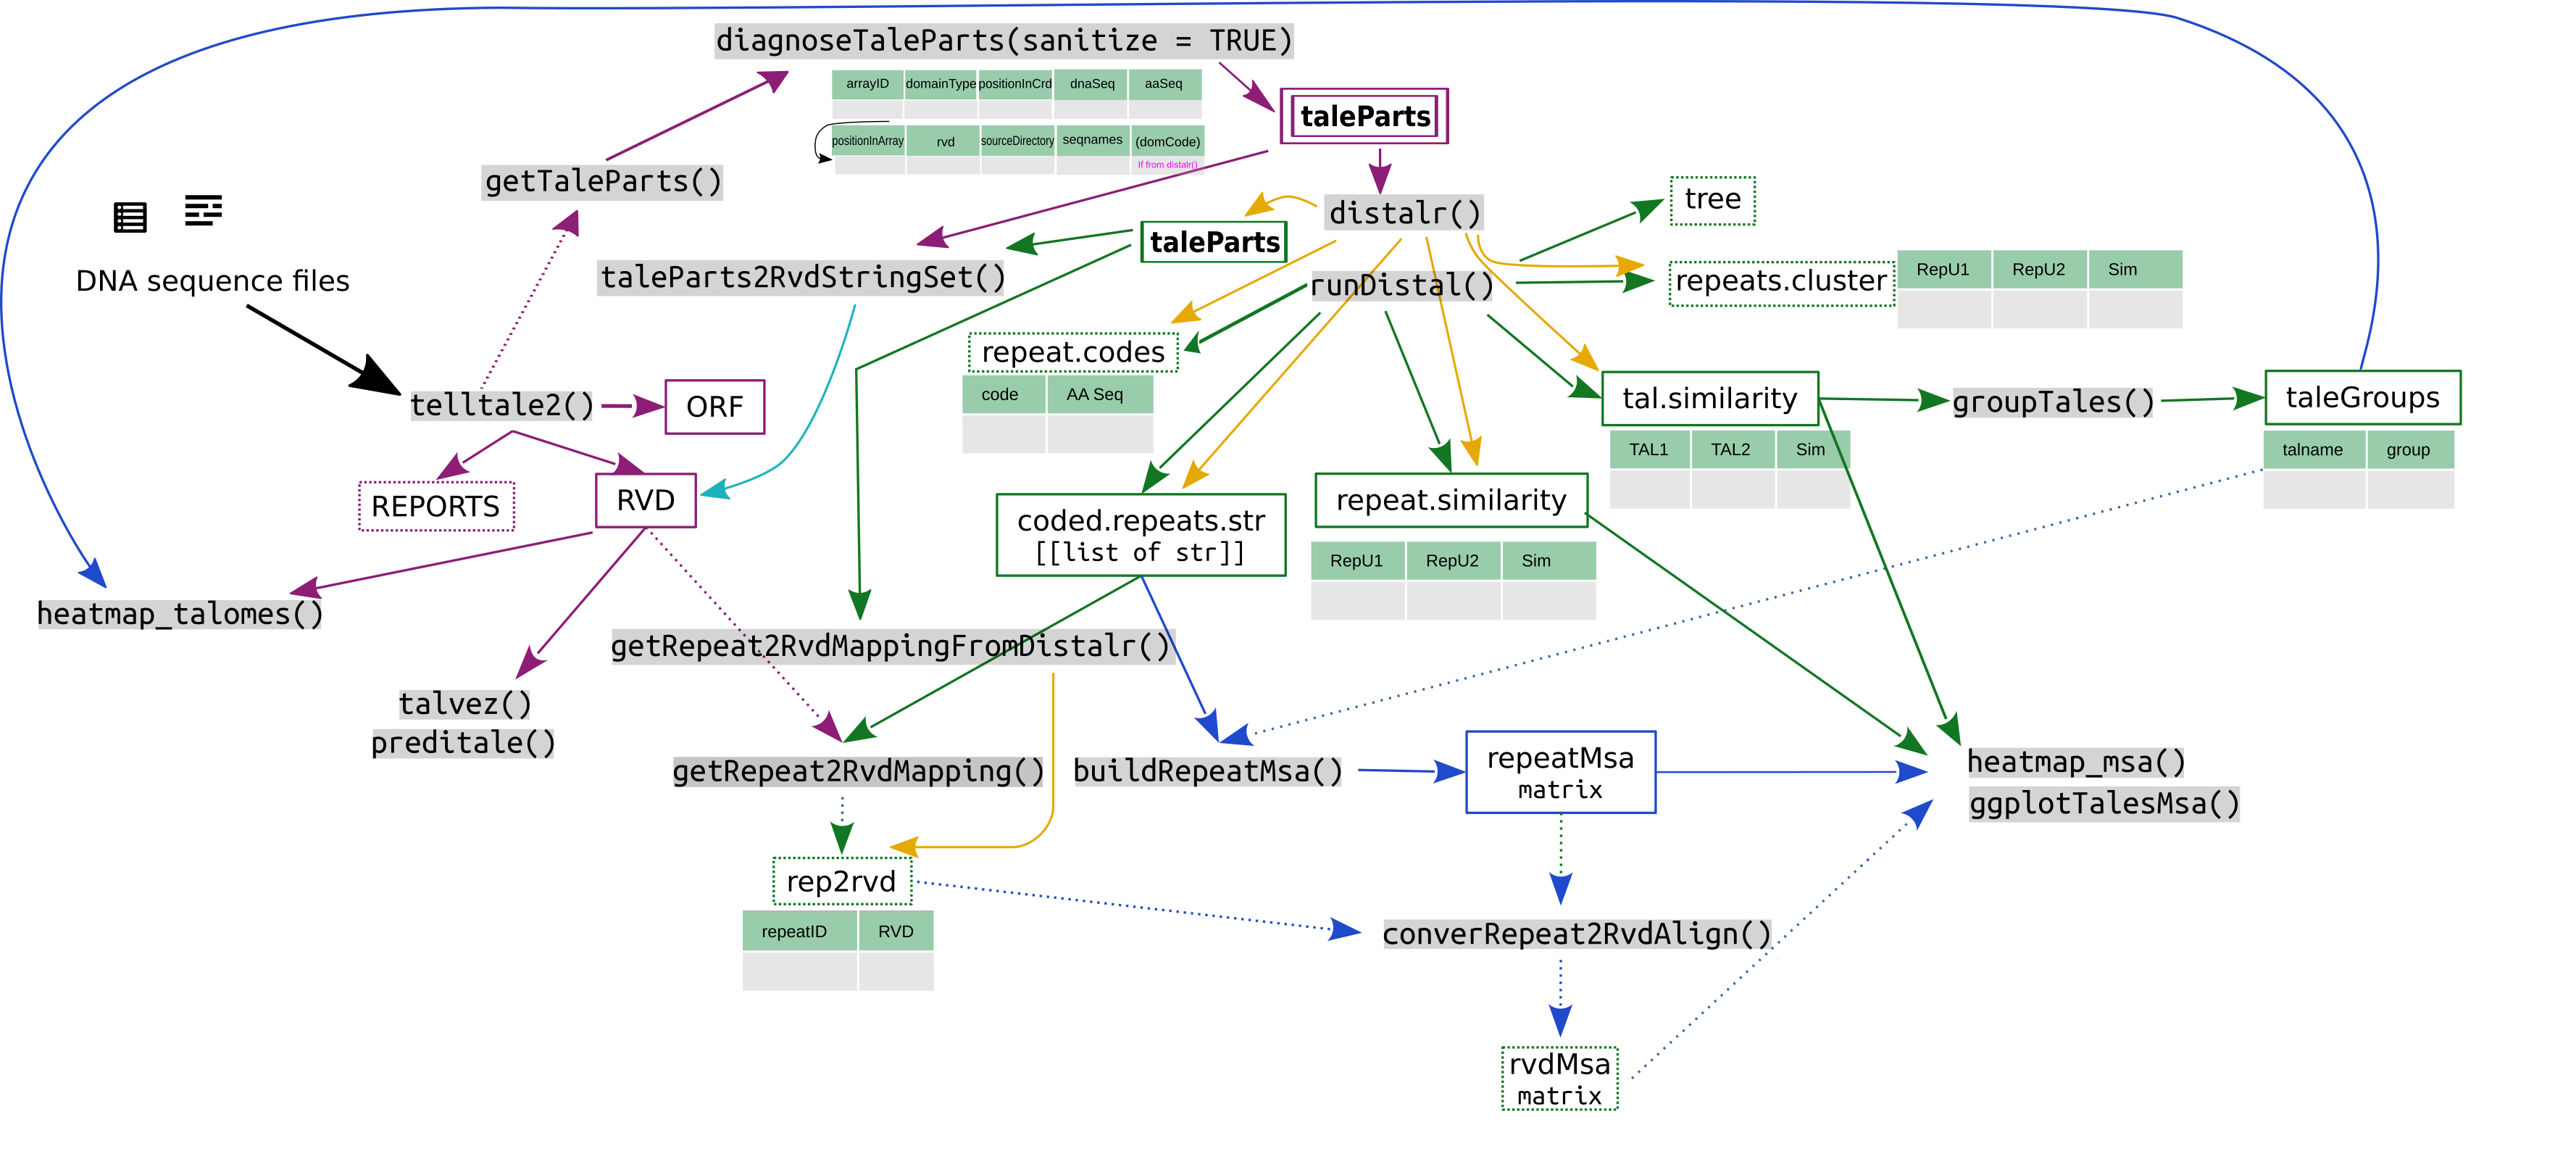 diagnoseTaleParts(sanitize = TRUE)
arrayID domainType positionInCrd dnaSeq aaSeq
positionInArray rvd sourceDirectory seqnames (domCode)
If from distalr()
taleParts
getTaleParts()
distalr()
tree
taleParts
taleParts2RvdStringSet()
DNA sequence files
runDistal()
repeats.cluster
RepU1 RepU2 Sim
repeat.codes
code AA Seq
telltale2()
ORF
tal.similarity
TAL1 TAL2 Sim
groupTales()
taleGroups
talname group
REPORTS
RVD
coded.repeats.str
[[list of str]]
repeat.similarity
RepU1 RepU2 Sim
heatmap_talomes()
getRepeat2RvdMappingFromDistalr()
talvez()
preditale()
getRepeat2RvdMapping()
buildRepeatMsa()
repeatMsa
matrix
heatmap_msa()
ggplotTalesMsa()
rep2rvd
repeatID RVD
converRepeat2RvdAlign()
rvdMsa
matrix